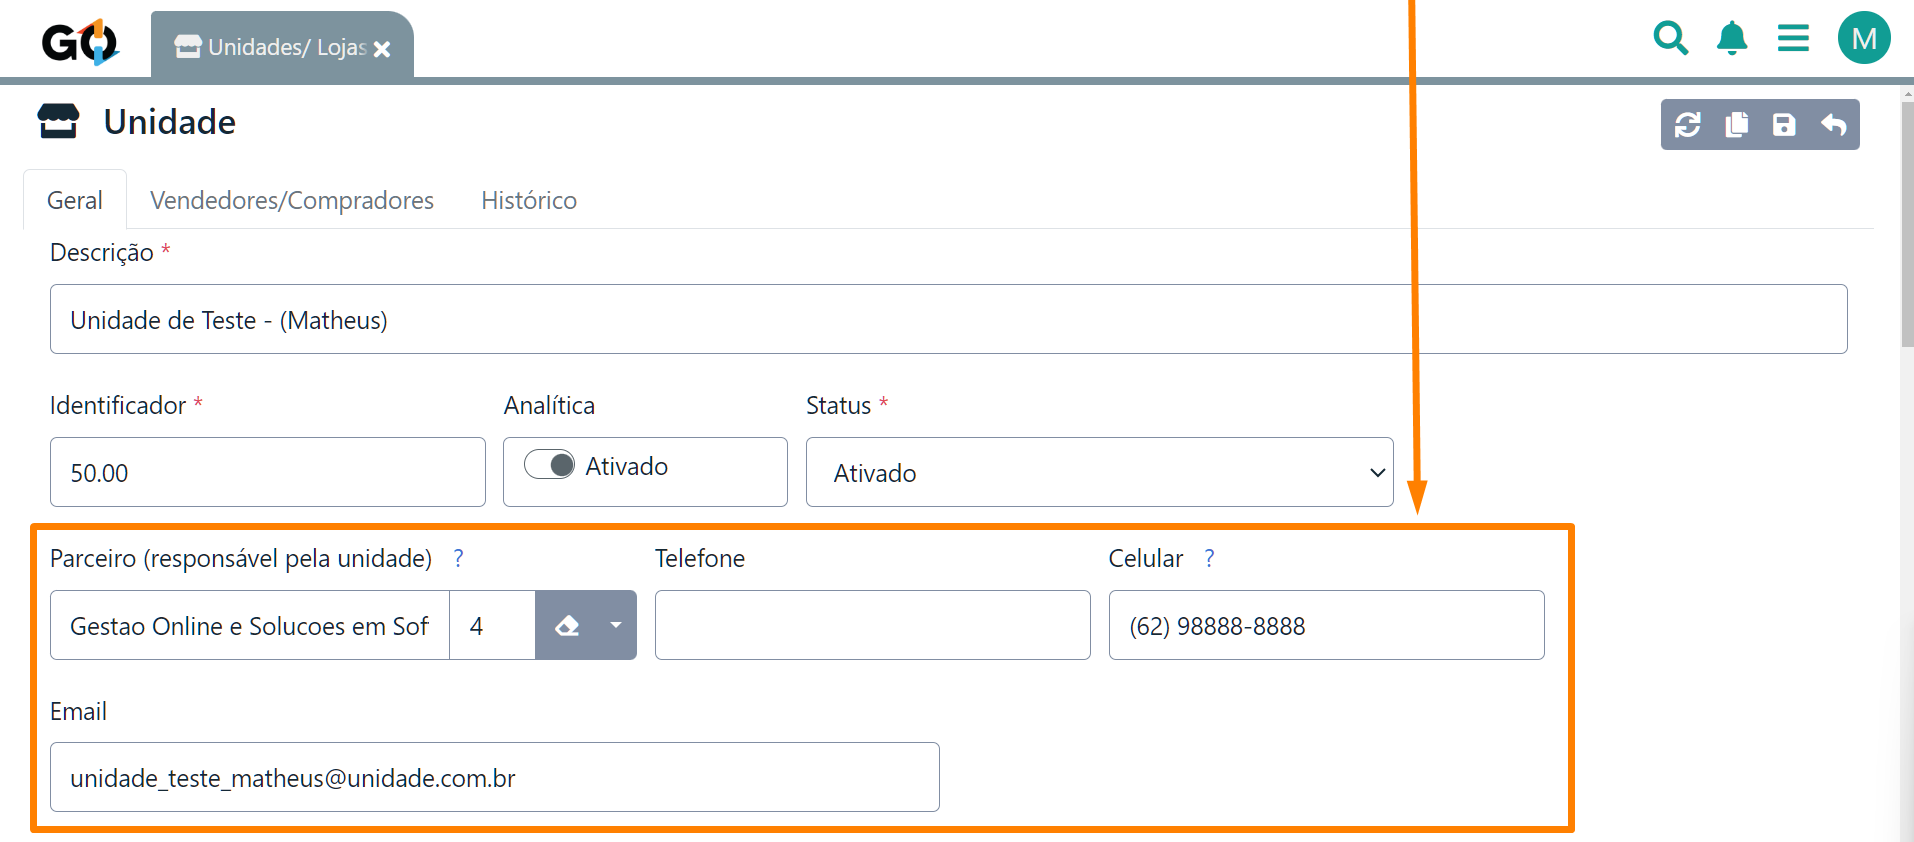 GO
Unidades/ Lojas
M
Unidade
Geral
Vendedores/Compradores
Histórico
Descrição *
Unidade de Teste - (Matheus)
Identificador *
Analítica
Status *
50.00
Ativado
Ativado
Parceiro (responsável pela unidade) ?
Telefone
Celular ?
Gestao Online e Solucoes em Sof
4
(62) 98888-8888
Email
unidade_teste_matheus@unidade.com.br